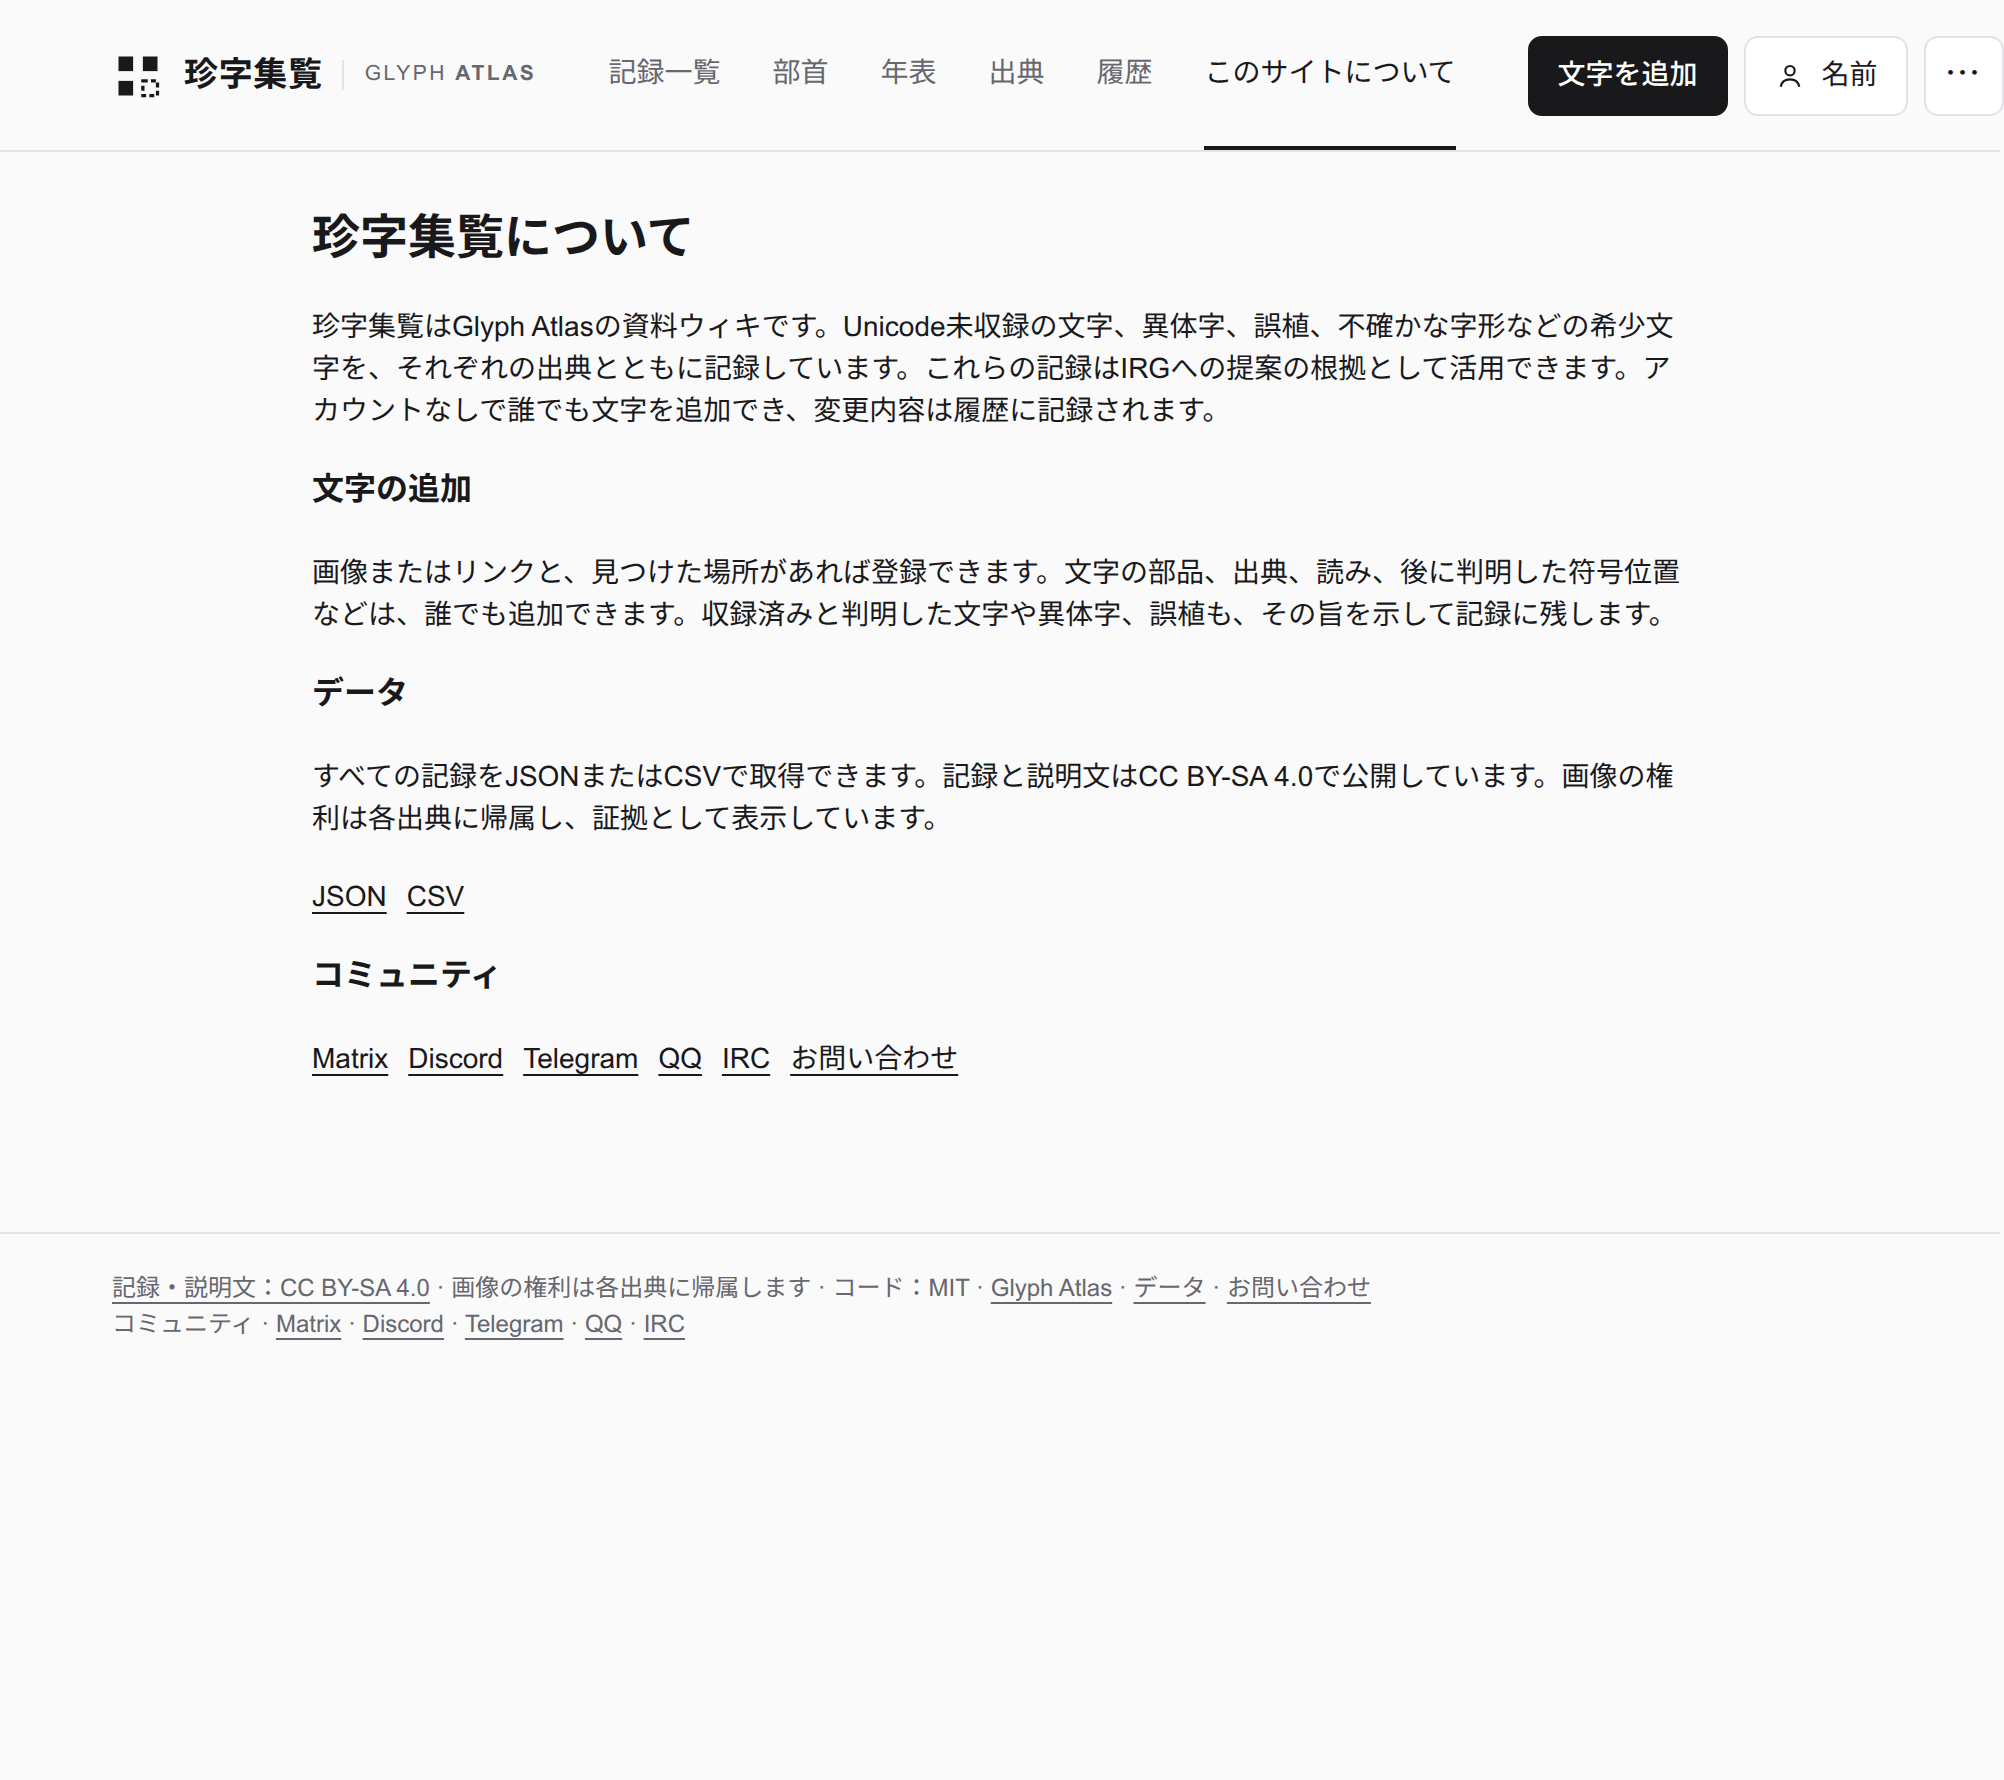 珍字集覧 GLYPH ATLAS 記録一覧 部首 年表 出典 履歴 このサイトについて 文字を追加 名前 ···
珍字集覧について
珍字集覧はGlyph Atlasの資料ウィキです。Unicode未収録の文字、異体字、誤植、不確かな字形などの希少文
字を、それぞれの出典とともに記録しています。これらの記録はIRGへの提案の根拠として活用できます。ア
カウントなしで誰でも文字を追加でき、変更内容は履歴に記録されます。
文字の追加
画像またはリンクと、見つけた場所があれば登録できます。文字の部品、出典、読み、後に判明した符号位置
などは、誰でも追加できます。収録済みと判明した文字や異体字、誤植も、その旨を示して記録に残します。
データ
すべての記録をJSONまたはCSVで取得できます。記録と説明文はCC BY-SA 4.0で公開しています。画像の権
利は各出典に帰属し、証拠として表示しています。
JSON CSV
コミュニティ
Matrix Discord Telegram QQ IRC お問い合わせ
記録・説明文：CC BY-SA 4.0 · 画像の権利は各出典に帰属します · コード：MIT · Glyph Atlas · データ · お問い合わせ
コミュニティ · Matrix · Discord · Telegram · QQ · IRC